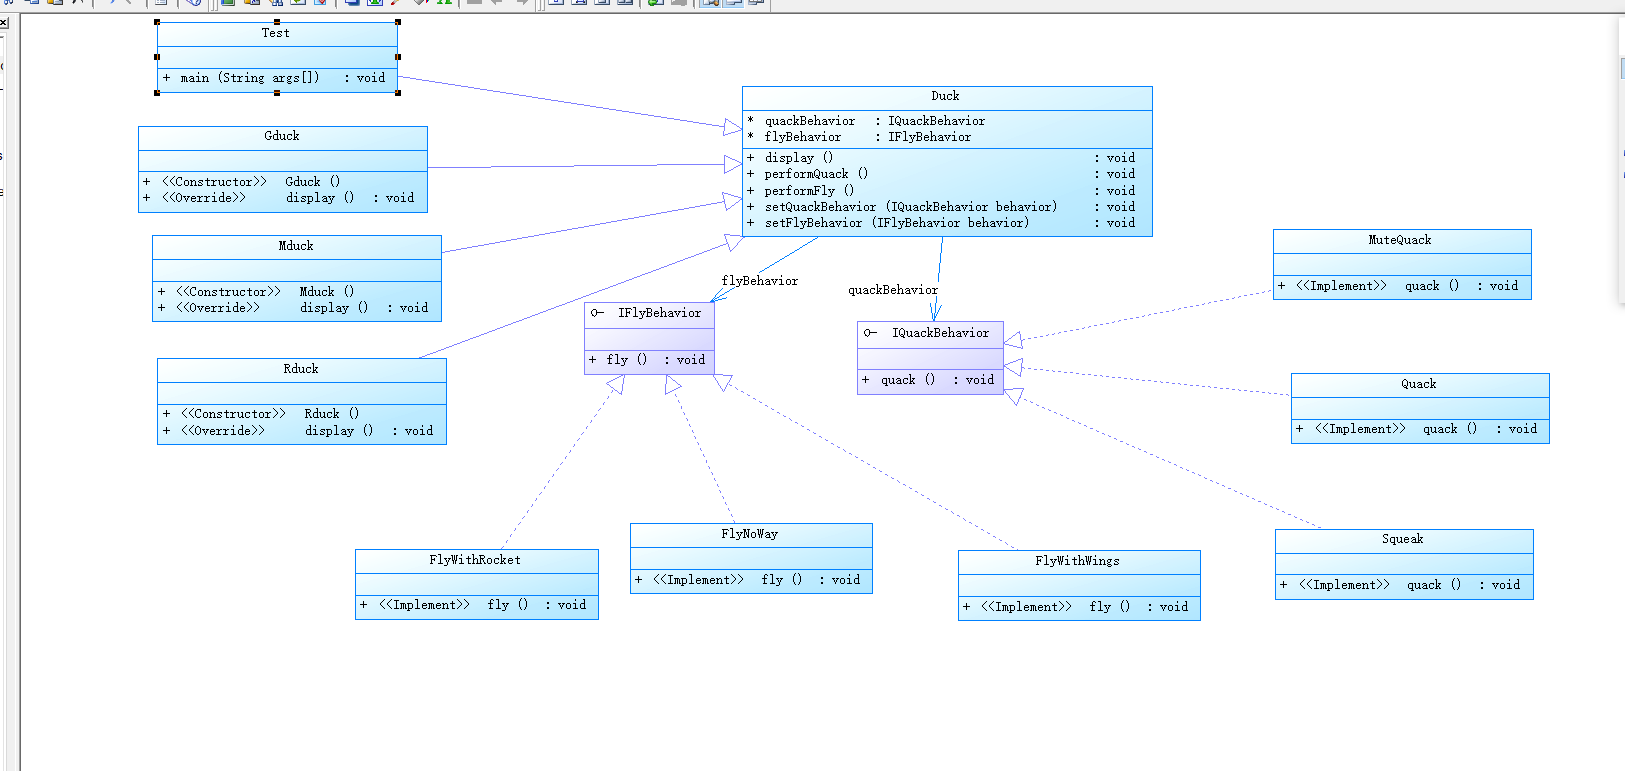 Test
+ main (String args[]) : void
Gduck
+ <<Constructor>> Gduck ()
+ <<Override>> display () : void
Mduck
+ <<Constructor>> Mduck ()
+ <<Override>> display () : void
Rduck
+ <<Constructor>> Rduck ()
+ <<Override>> display () : void
Duck
* quackBehavior : IQuackBehavior
* flyBehavior : IFlyBehavior
+ display () : void
+ performQuack () : void
+ performFly () : void
+ setQuackBehavior (IQuackBehavior behavior) : void
+ setFlyBehavior (IFlyBehavior behavior) : void
flyBehavior
quackBehavior
IFlyBehavior
+ fly () : void
IQuackBehavior
+ quack () : void
MuteQuack
+ <<Implement>> quack () : void
Quack
+ <<Implement>> quack () : void
Squeak
+ <<Implement>> quack () : void
FlyWithRocket
+ <<Implement>> fly () : void
FlyNoWay
+ <<Implement>> fly () : void
FlyWithWings
+ <<Implement>> fly () : void